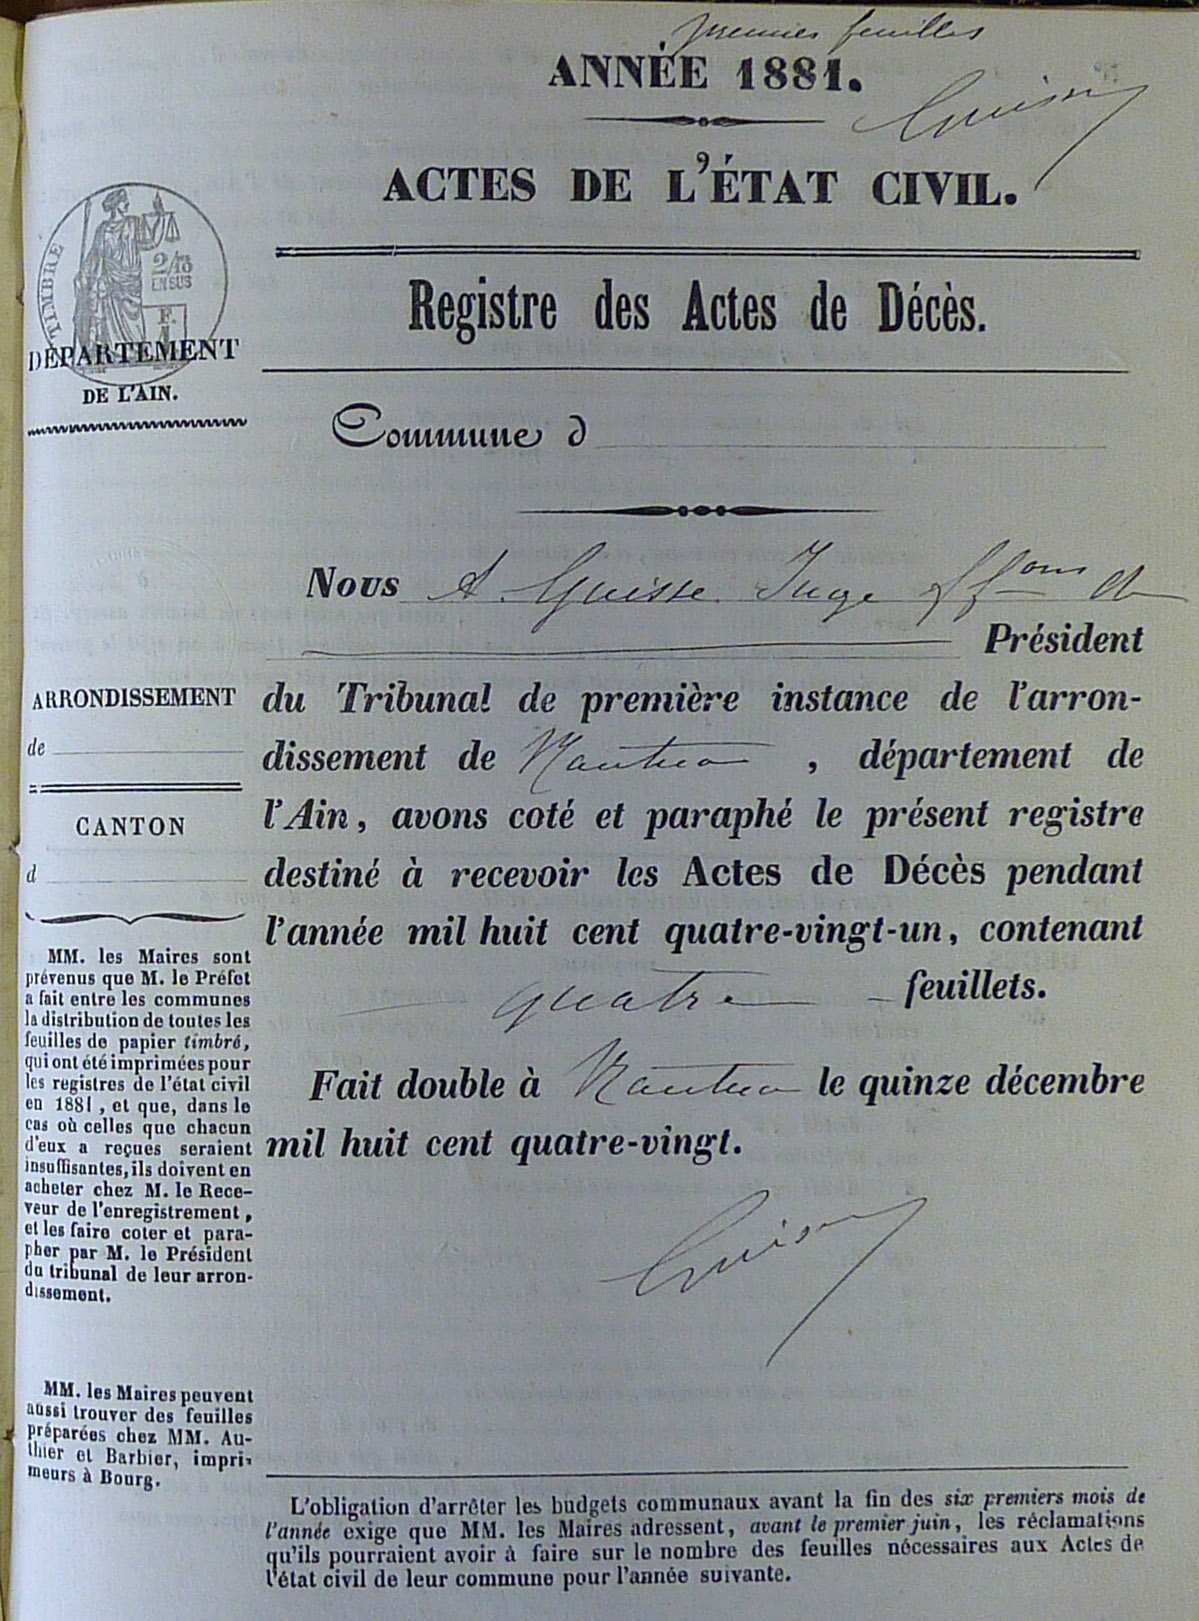 premier feuillet
ANNÉE 1881.
ACTES DE L'ÉTAT CIVIL.
TIMBRE
2/10
EN SUS
DÉPARTEMENT
DE L'AIN.
Registre des Actes de Décès.
Commune d
Nous A. Guisse Juge ffons de
Président
du Tribunal de première instance de l'arron-
dissement de Nantua, département de
l'Ain, avons coté et paraphé le présent registre
destiné à recevoir les Actes de Décès pendant
l'année mil huit cent quatre-vingt-un, contenant
quatre feuillets.
Fait double à Nantua le quinze décembre
mil huit cent quatre-vingt.
ARRONDISSEMENT
de
CANTON
d
MM. les Maires sont
prévenus que M. le Préfet
a fait entre les communes
la distribution de toutes les
feuilles de papier timbré,
qui ont été imprimées pour
les registres de l'état civil
en 1881, et que, dans le
cas où celles que chacun
d'eux a reçues seraient
insuffisantes, ils doivent en
acheter chez M. le Rece-
veur de l'enregistrement,
et les faire coter et para-
pher par M. le Président
du tribunal de leur arron-
dissement.
MM. les Maires peuvent
aussi trouver des feuilles
préparées chez MM. Au-
thier et Barbier, impri-
meurs à Bourg.
L'obligation d'arrêter les budgets communaux avant la fin des six premiers mois de
l'année exige que MM. les Maires adressent, avant le premier juin, les réclamations
qu'ils pourraient avoir à faire sur le nombre des feuilles nécessaires aux Actes de
l'état civil de leur commune pour l'année suivante.